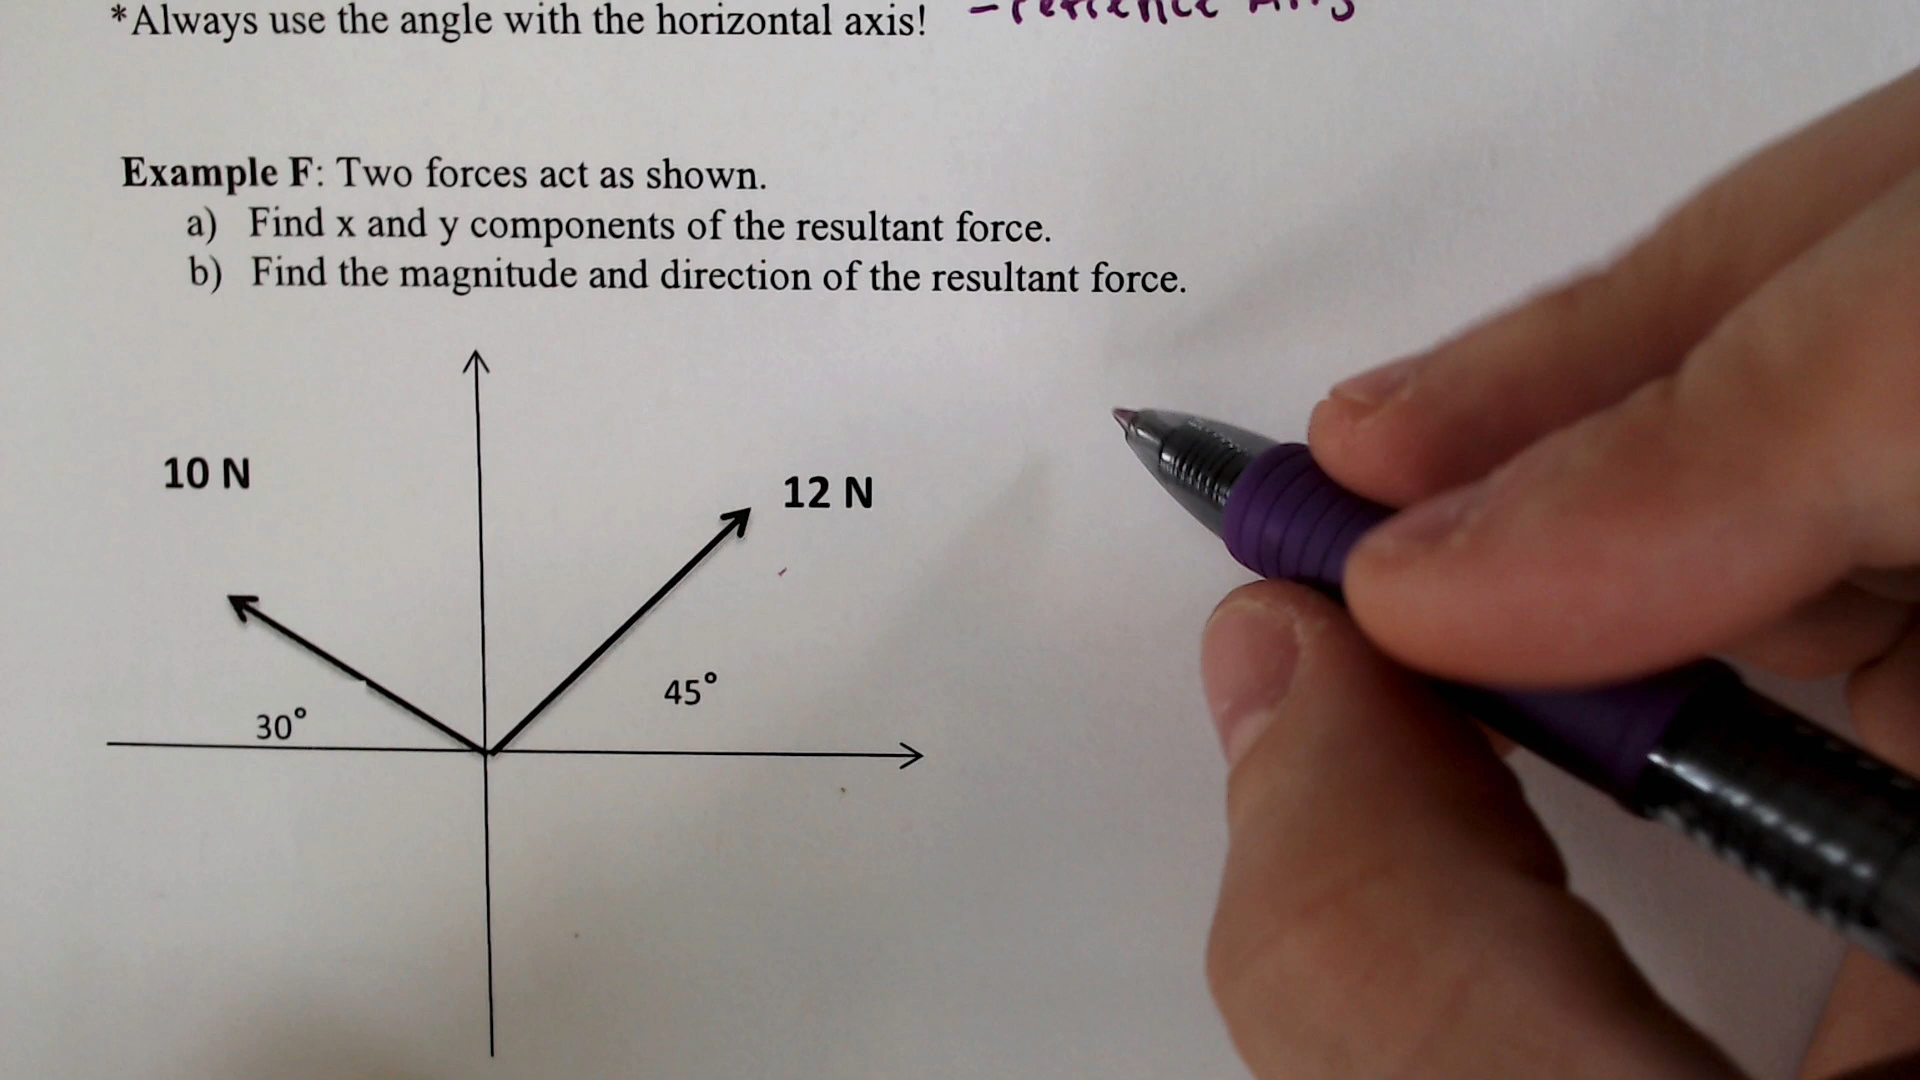 *Always use the angle with the horizontal axis!
Example F: Two forces act as shown.
a) Find x and y components of the resultant force.
b) Find the magnitude and direction of the resultant force.
10 N
12 N
45°
30°